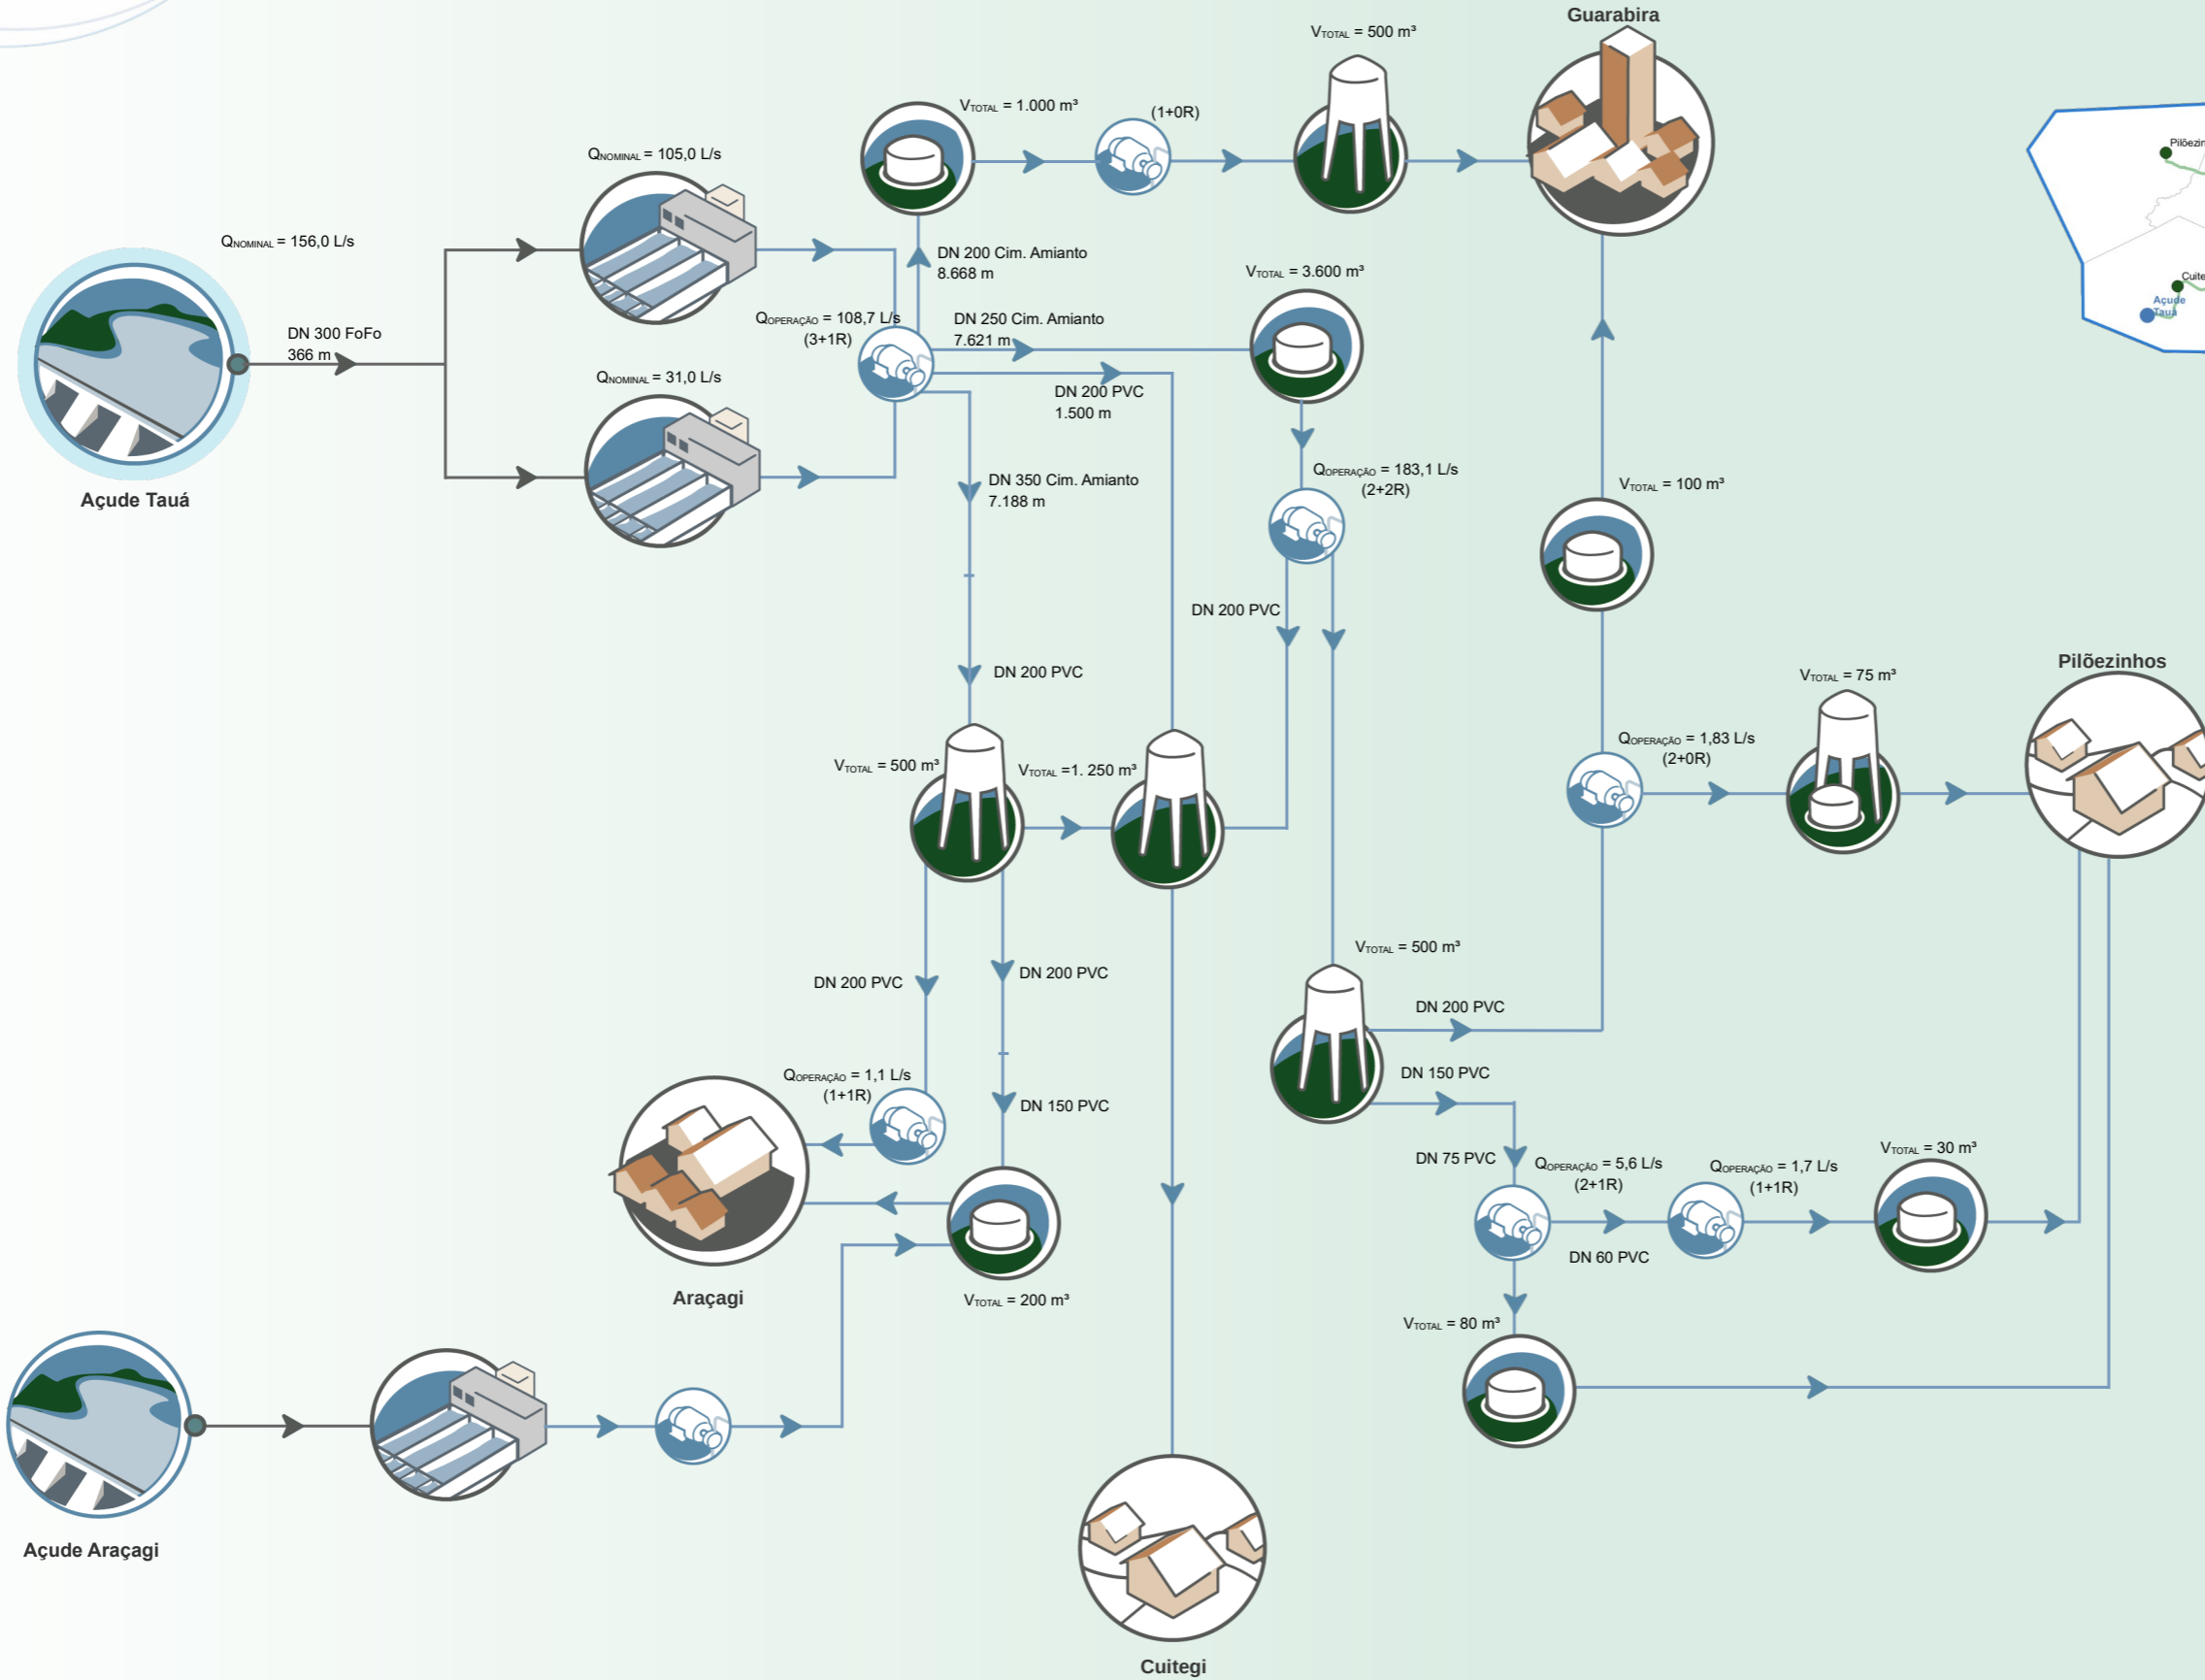 Guarabira
VTOTAL = 500 m³
VTOTAL = 1.000 m³
(1+0R)
QNOMINAL = 105,0 L/s
QNOMINAL = 156,0 L/s
DN 200 Cim. Amianto
8.668 m
VTOTAL = 3.600 m³
DN 300 FoFo
366 m
QOPERAÇÃO = 108,7 L/s
(3+1R)
DN 250 Cim. Amianto
7.621 m
QNOMINAL = 31,0 L/s
DN 200 PVC
1.500 m
Açude
Tauá
Açude Tauá
DN 350 Cim. Amianto
7.188 m
QOPERAÇÃO = 183,1 L/s
(2+2R)
VTOTAL = 100 m³
DN 200 PVC
DN 200 PVC
Pilõezinhos
VTOTAL = 75 m³
VTOTAL = 500 m³
VTOTAL =1. 250 m³
QOPERAÇÃO = 1,83 L/s
(2+0R)
VTOTAL = 500 m³
DN 200 PVC
DN 200 PVC
DN 200 PVC
QOPERAÇÃO = 1,1 L/s
(1+1R)
DN 150 PVC
DN 150 PVC
DN 75 PVC
QOPERAÇÃO = 5,6 L/s
(2+1R)
QOPERAÇÃO = 1,7 L/s
(1+1R)
VTOTAL = 30 m³
DN 60 PVC
Araçagi
VTOTAL = 200 m³
VTOTAL = 80 m³
Açude Araçagi
Cuitegi